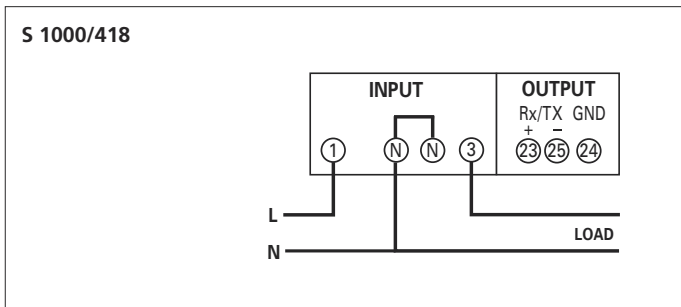 S 1000/418
INPUT
OUTPUT
Rx/TX GND
+ −
1 N N 3
23 25 24
L
LOAD
N